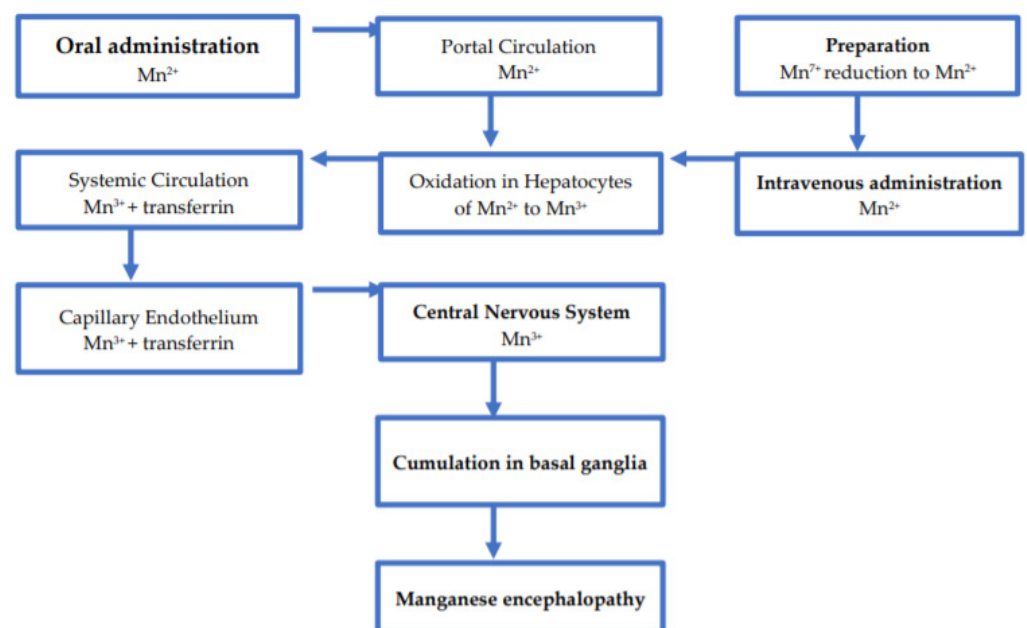 Oral administration
Mn²⁺
Portal Circulation
Mn²⁺
Preparation
Mn⁷⁺ reduction to Mn²⁺
Systemic Circulation
Mn³⁺ + transferrin
Oxidation in Hepatocytes
of Mn²⁺ to Mn³⁺
Intravenous administration
Mn²⁺
Capillary Endothelium
Mn³⁺ + transferrin
Central Nervous System
Mn³⁺
Cumulation in basal ganglia
Manganese encephalopathy